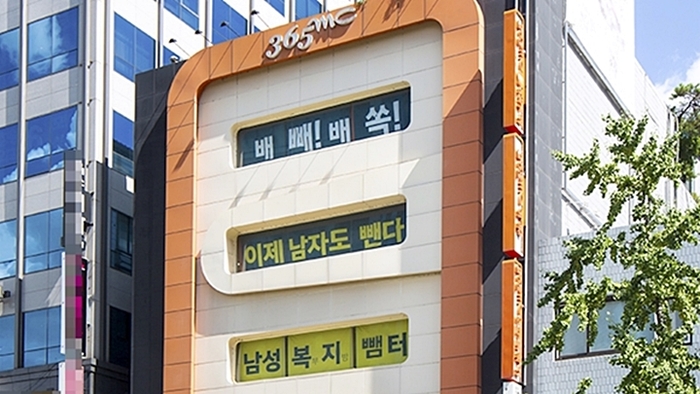 365mc
배 빼! 배 쏙!
이제 남자도 뺀다
남성 복부 지방 뺌터